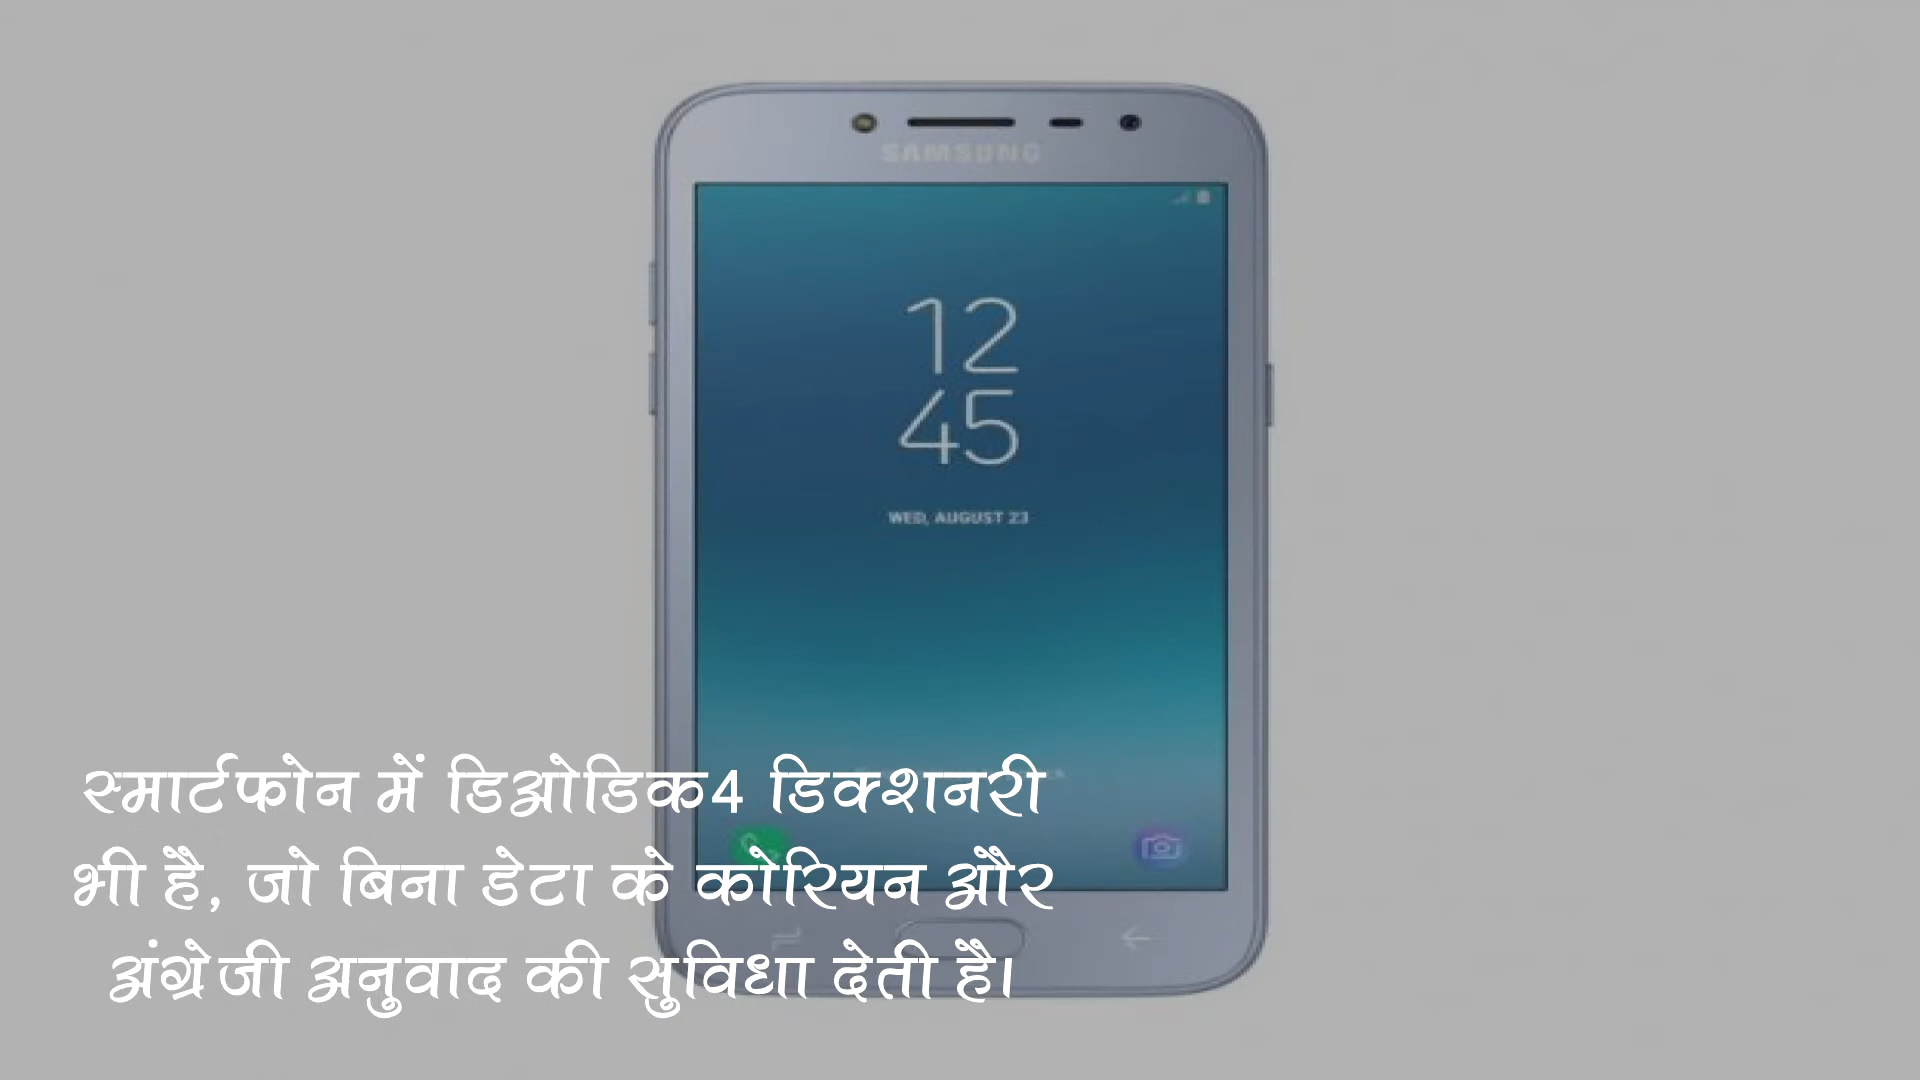 SAMSUNG
12
45
WED, AUGUST 23
स्मार्टफोन में डिओडिक4 डिक्शनरी
भी है, जो बिना डेटा के कोरियन और
अंग्रेजी अनुवाद की सुविधा देती है।